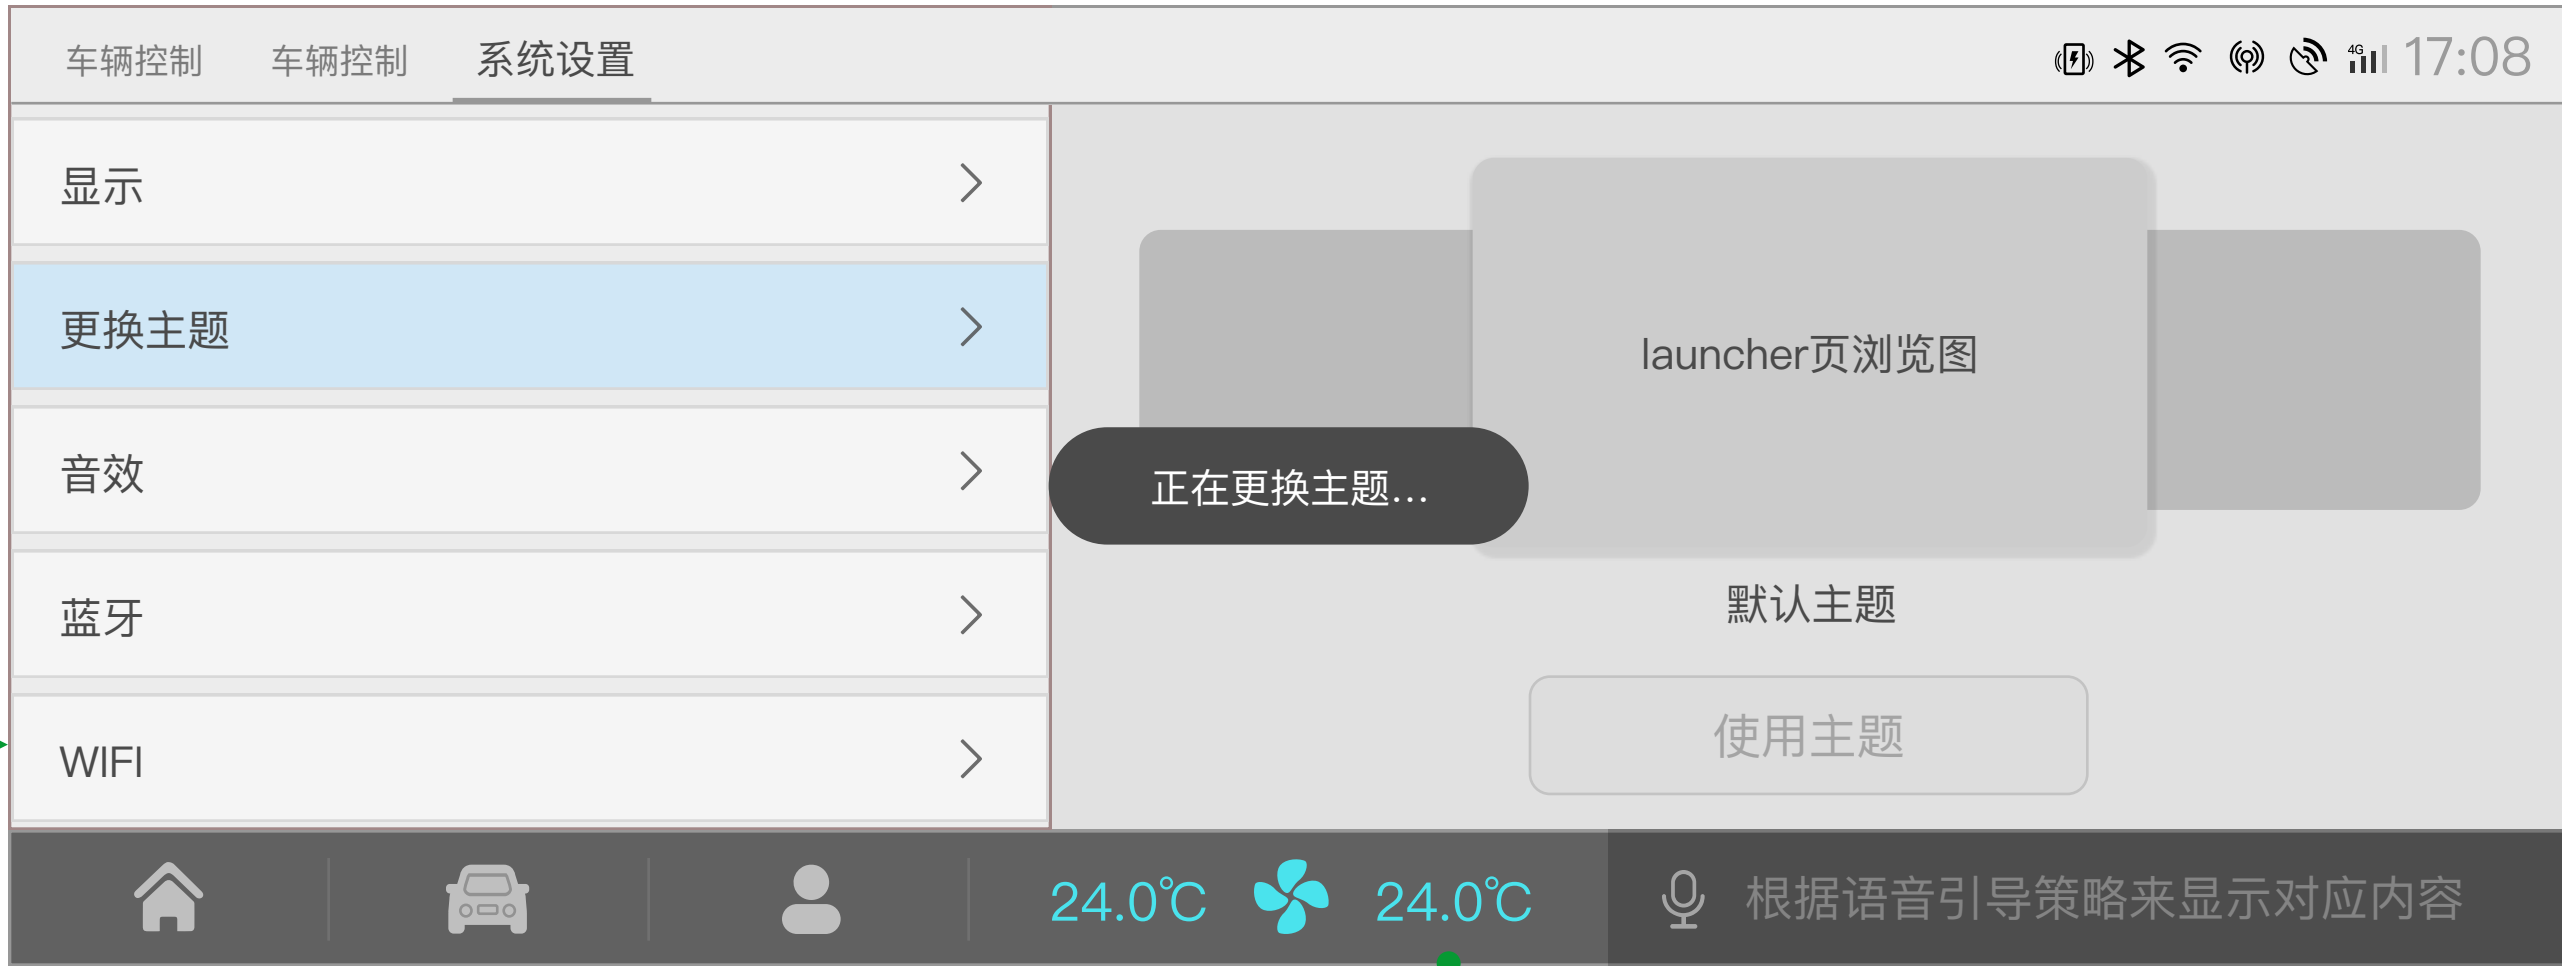 车辆控制 车辆控制 系统设置 4G 17:08
显示
更换主题
音效
蓝牙
WIFI
launcher页浏览图
正在更换主题...
默认主题
使用主题
24.0℃ 24.0℃ 根据语音引导策略来显示对应内容